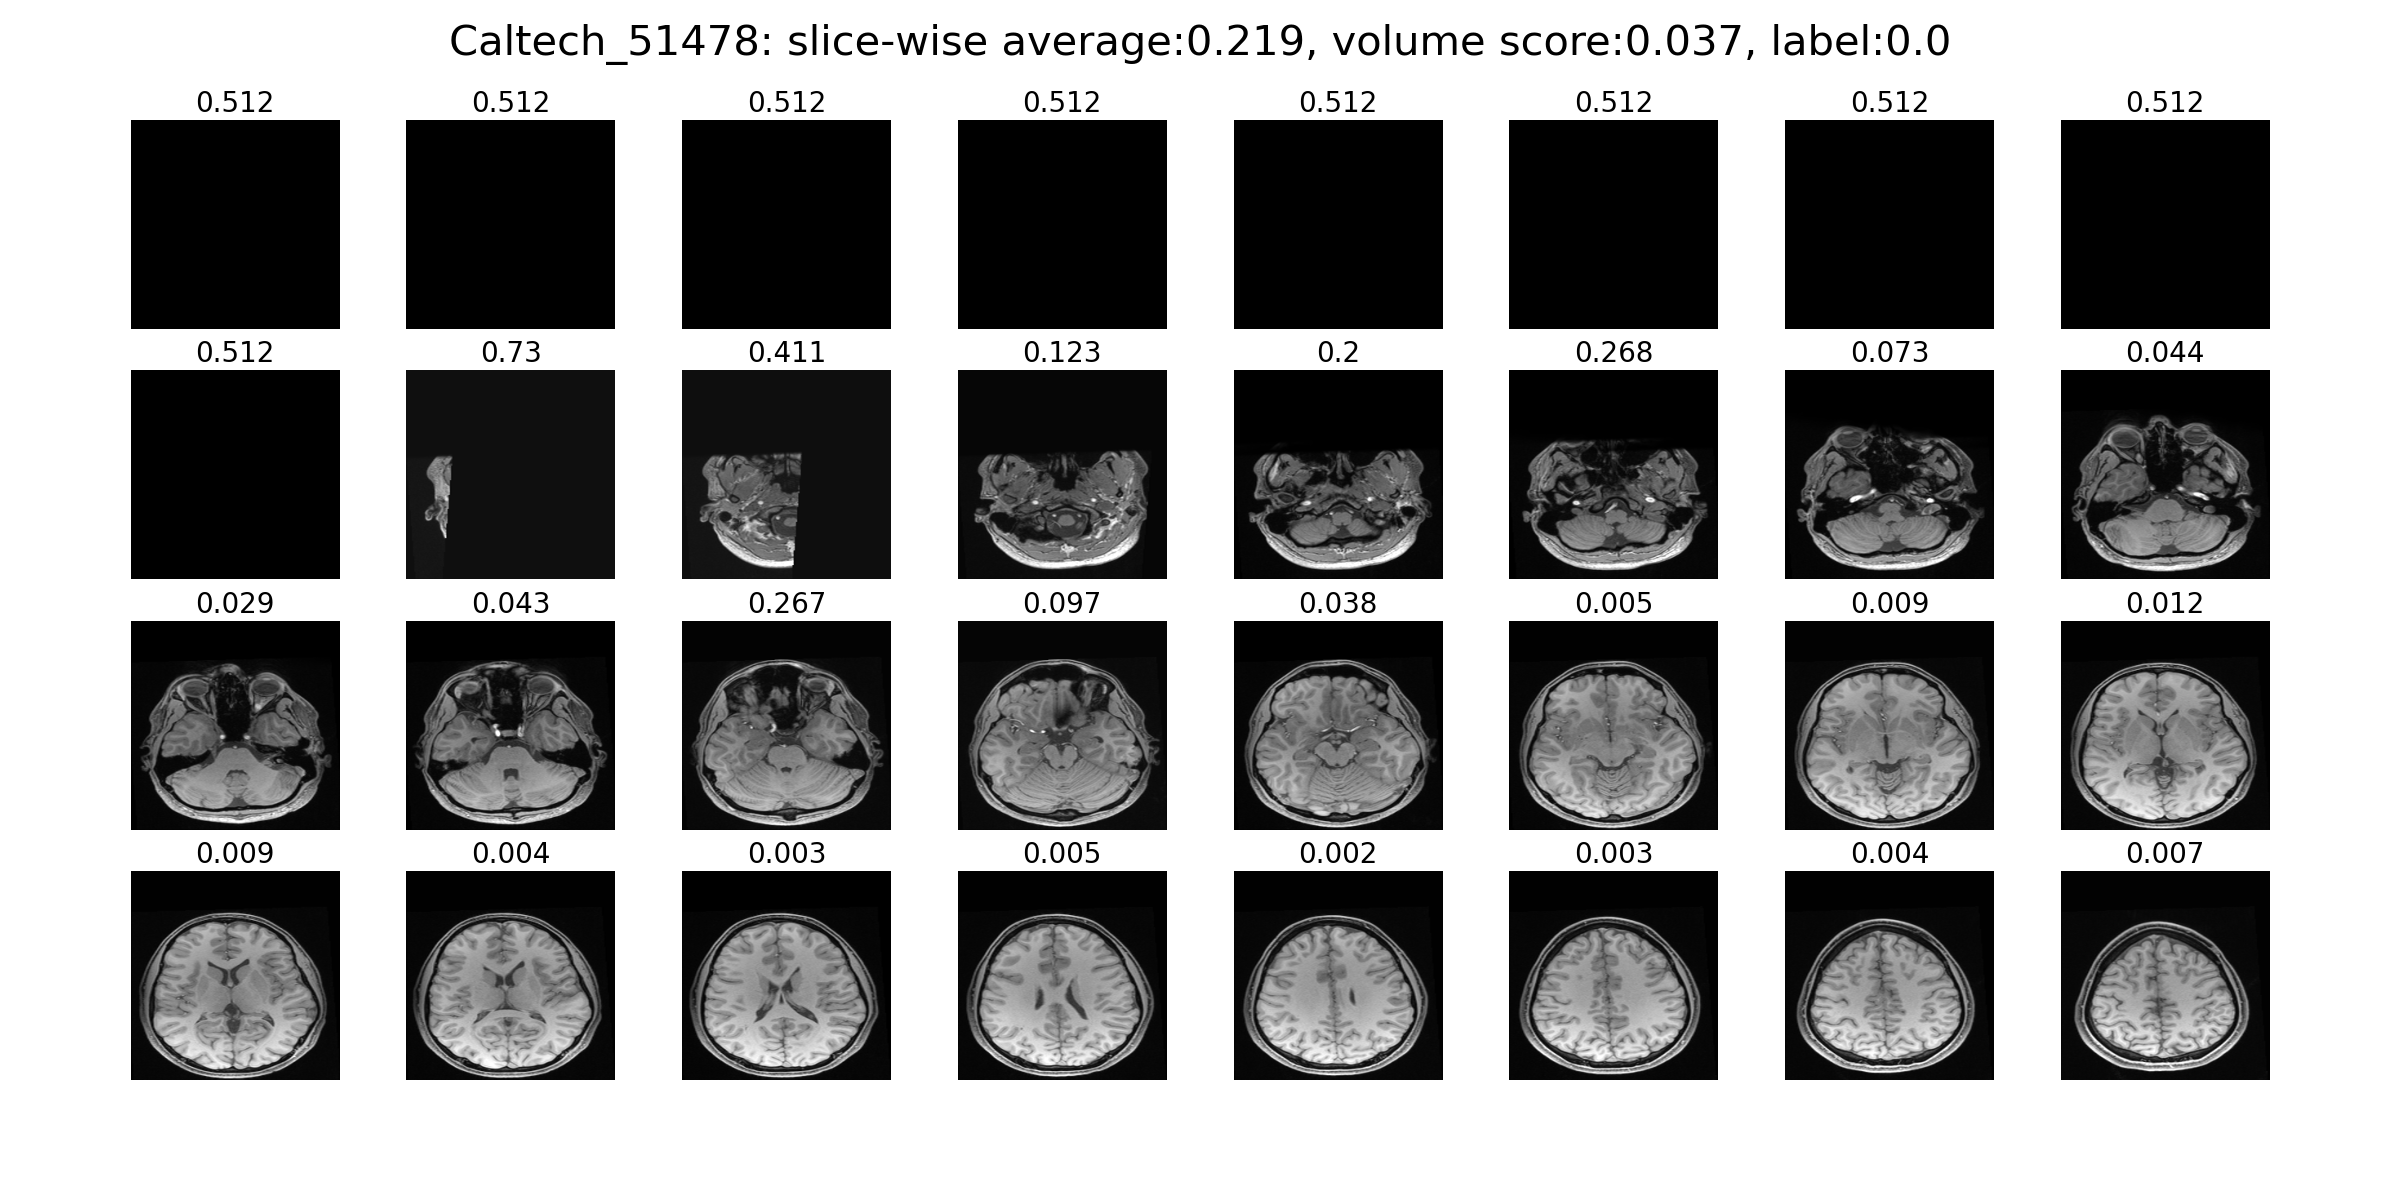 Caltech_51478: slice-wise average:0.219, volume score:0.037, label:0.0
0.512 0.512 0.512 0.512 0.512 0.512 0.512 0.512
0.512 0.73 0.411 0.123 0.2 0.268 0.073 0.044
0.029 0.043 0.267 0.097 0.038 0.005 0.009 0.012
0.009 0.004 0.003 0.005 0.002 0.003 0.004 0.007